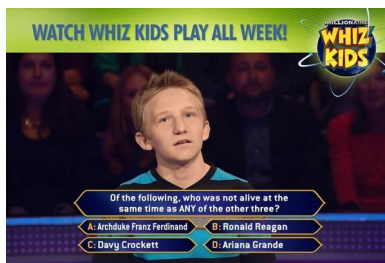 WATCH WHIZ KIDS PLAY ALL WEEK!
MILLIONAIRE
WHIZ
KIDS
Of the following, who was not alive at the
same time as ANY of the other three?
A: Archduke Franz Ferdinand
B: Ronald Reagan
C: Davy Crockett
D: Ariana Grande